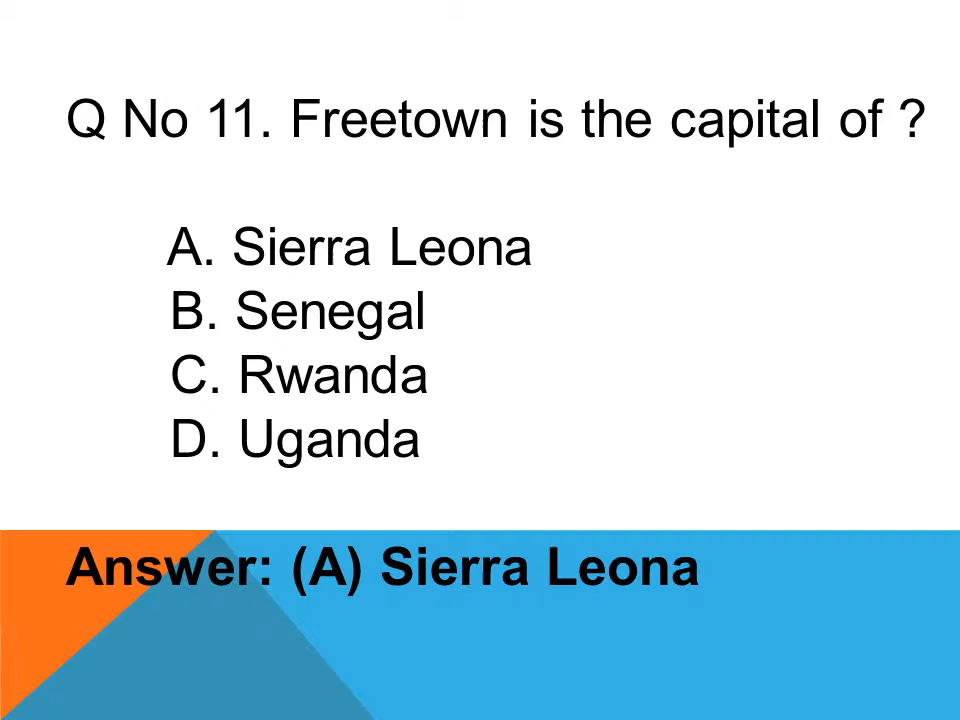 Q No 11. Freetown is the capital of ?
A. Sierra Leona
B. Senegal
C. Rwanda
D. Uganda
Answer: (A) Sierra Leona